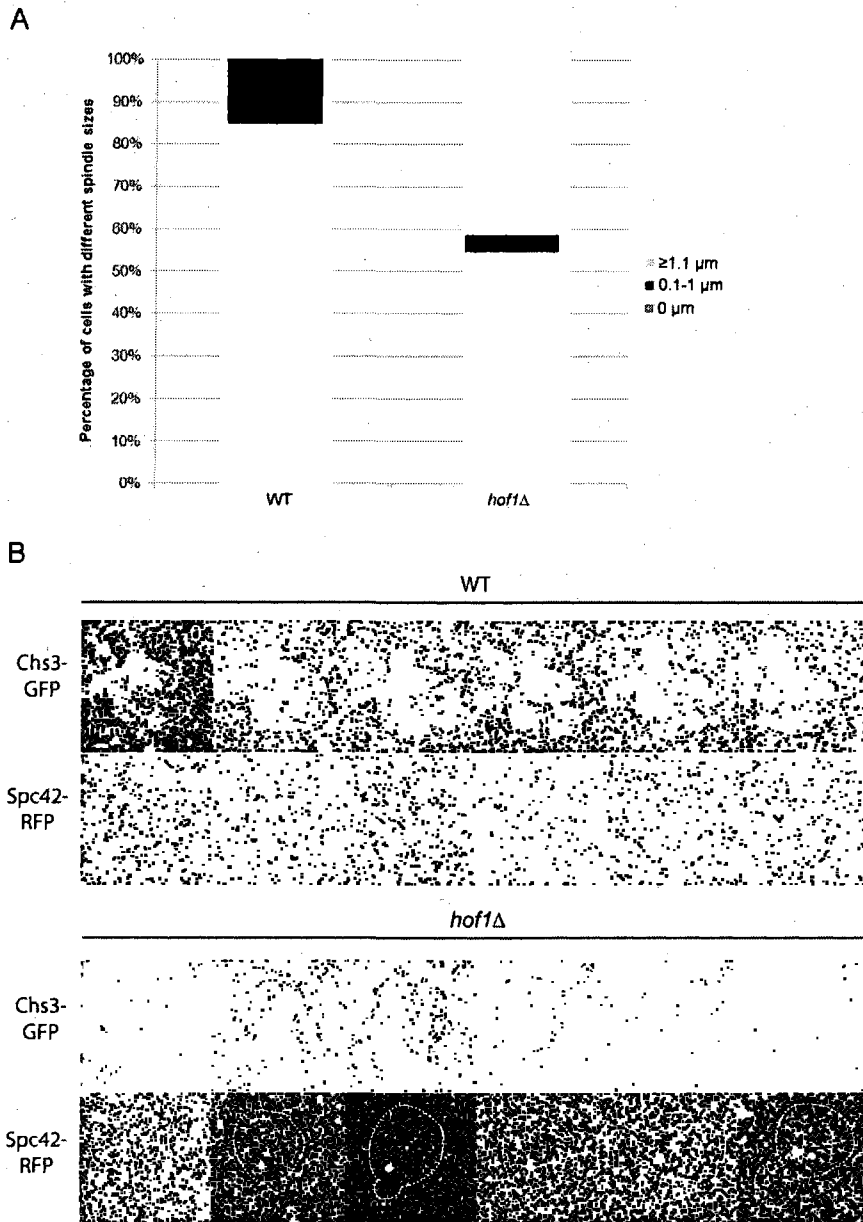 A
Percentage of cells with different spindle sizes
100%
90%
80%
70%
60%
50%
40%
30%
20%
10%
0%
WT
hof1Δ
≥1.1 μm
0.1-1 μm
0 μm
B
WT
Chs3-
GFP
Spc42-
RFP
hof1Δ
Chs3-
GFP
Spc42-
RFP